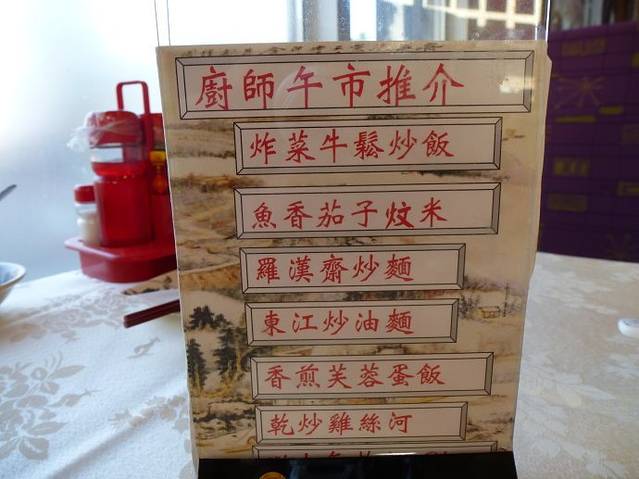 廚師午市推介
炸菜牛鬆炒飯
魚香茄子炆米
羅漢齋炒麵
東江炒油麵
香煎芙蓉蛋飯
乾炒雞絲河